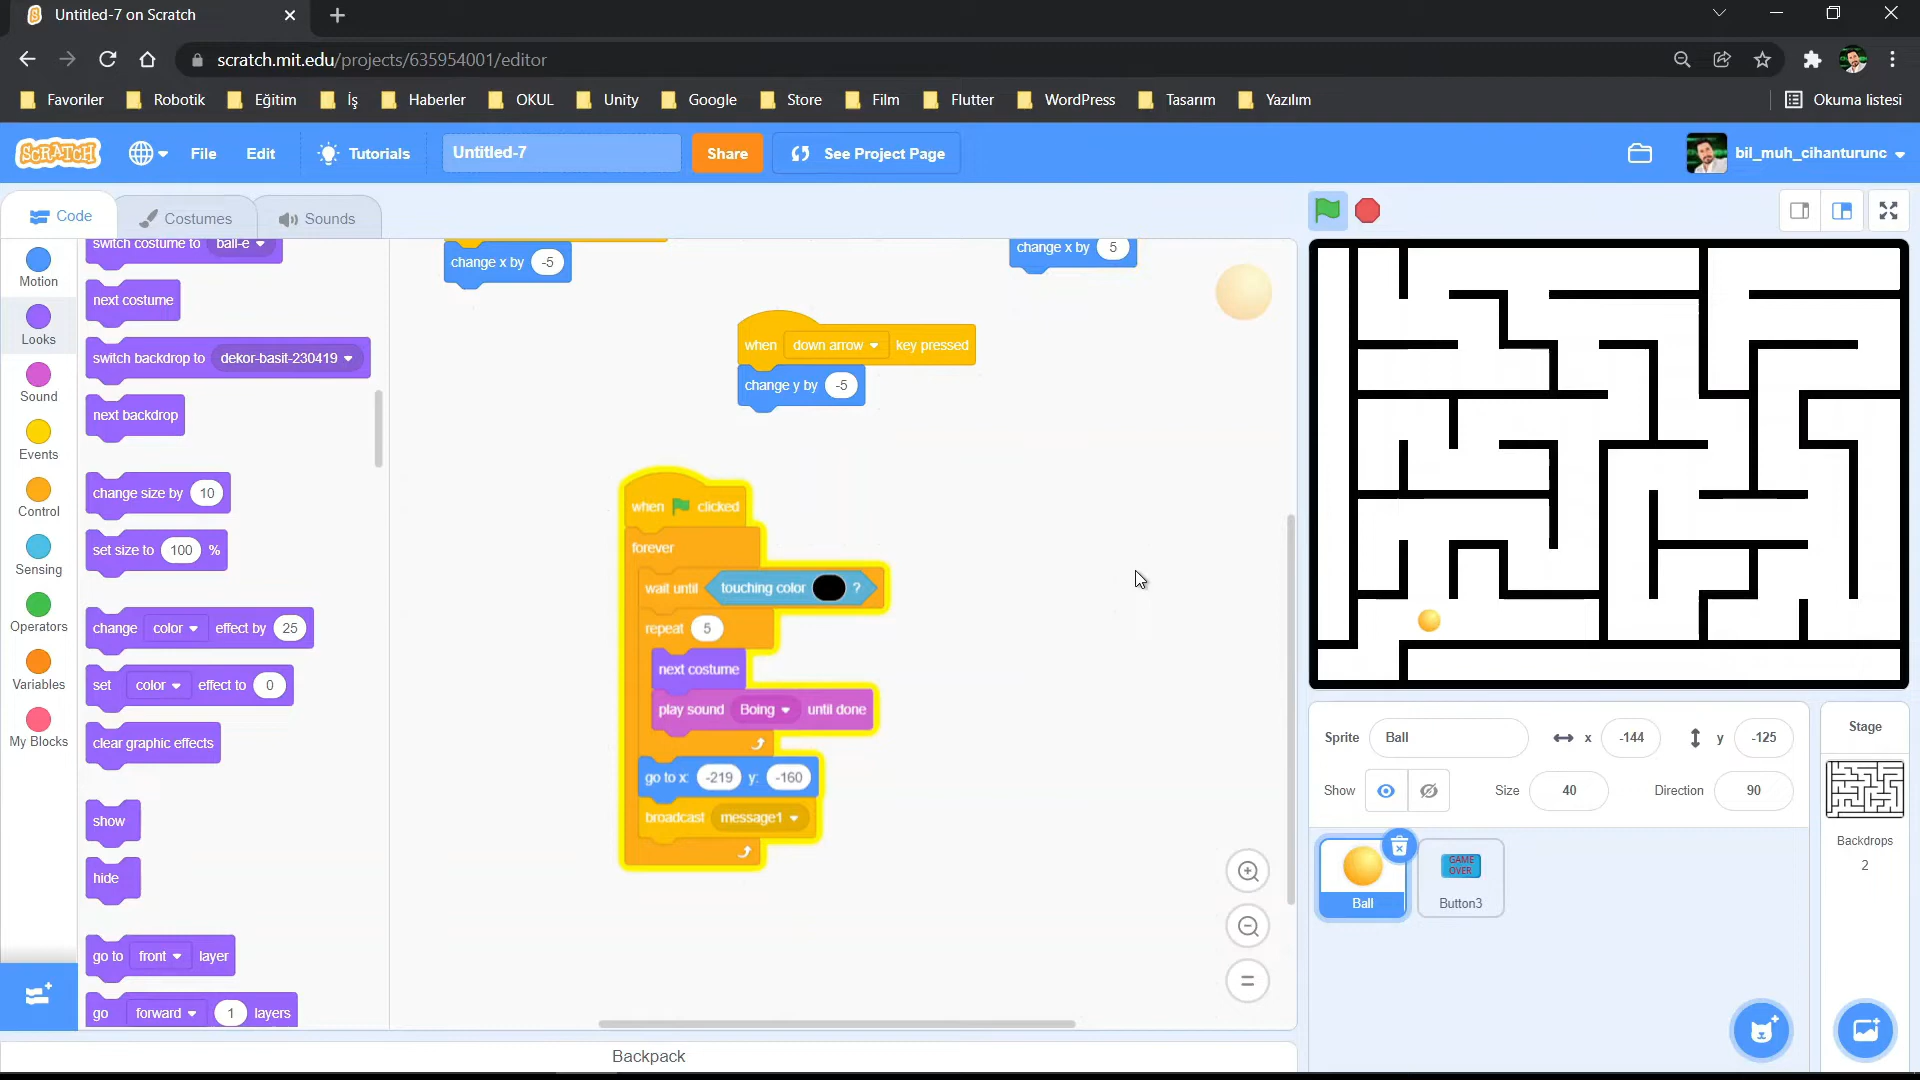 Untitled-7 on Scratch
scratch.mit.edu/projects/635954001/editor
Favoriler Robotik Eğitim İş Haberler OKUL Unity Google Store Film Flutter WordPress Tasarım Yazılım Okuma listesi
SCRATCH File Edit Tutorials Untitled-7 Share See Project Page bil_muh_cihanturunc
Code Costumes Sounds
Motion
Looks
Sound
Events
Control
Sensing
Operators
Variables
My Blocks
switch costume to ball-e
next costume
switch backdrop to dekor-basit-230419
next backdrop
change size by 10
set size to 100 %
change color effect by 25
set color effect to 0
clear graphic effects
show
hide
go to front layer
go forward 1 layers
change x by -5
change x by 5
when down arrow key pressed
change y by -5
when clicked
forever
wait until touching color ?
repeat 5
next costume
play sound Boing until done
go to x: -219 y: -160
broadcast message1
Backpack
Sprite Ball x -144 y -125
Show Size 40 Direction 90
GAME
OVER
Ball Button3
Stage
Backdrops
2